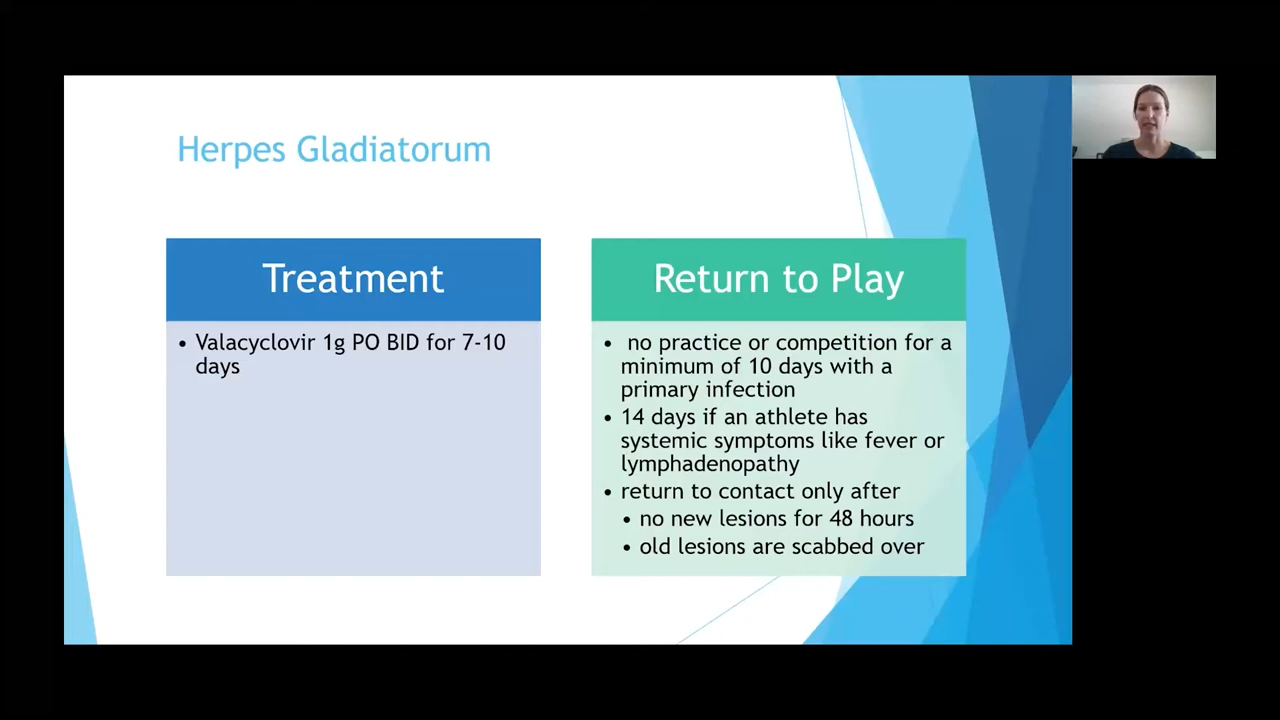 Herpes Gladiatorum
Treatment
• Valacyclovir 1g PO BID for 7-10
days
Return to Play
• no practice or competition for a
minimum of 10 days with a
primary infection
• 14 days if an athlete has
systemic symptoms like fever or
lymphadenopathy
• return to contact only after
• no new lesions for 48 hours
• old lesions are scabbed over